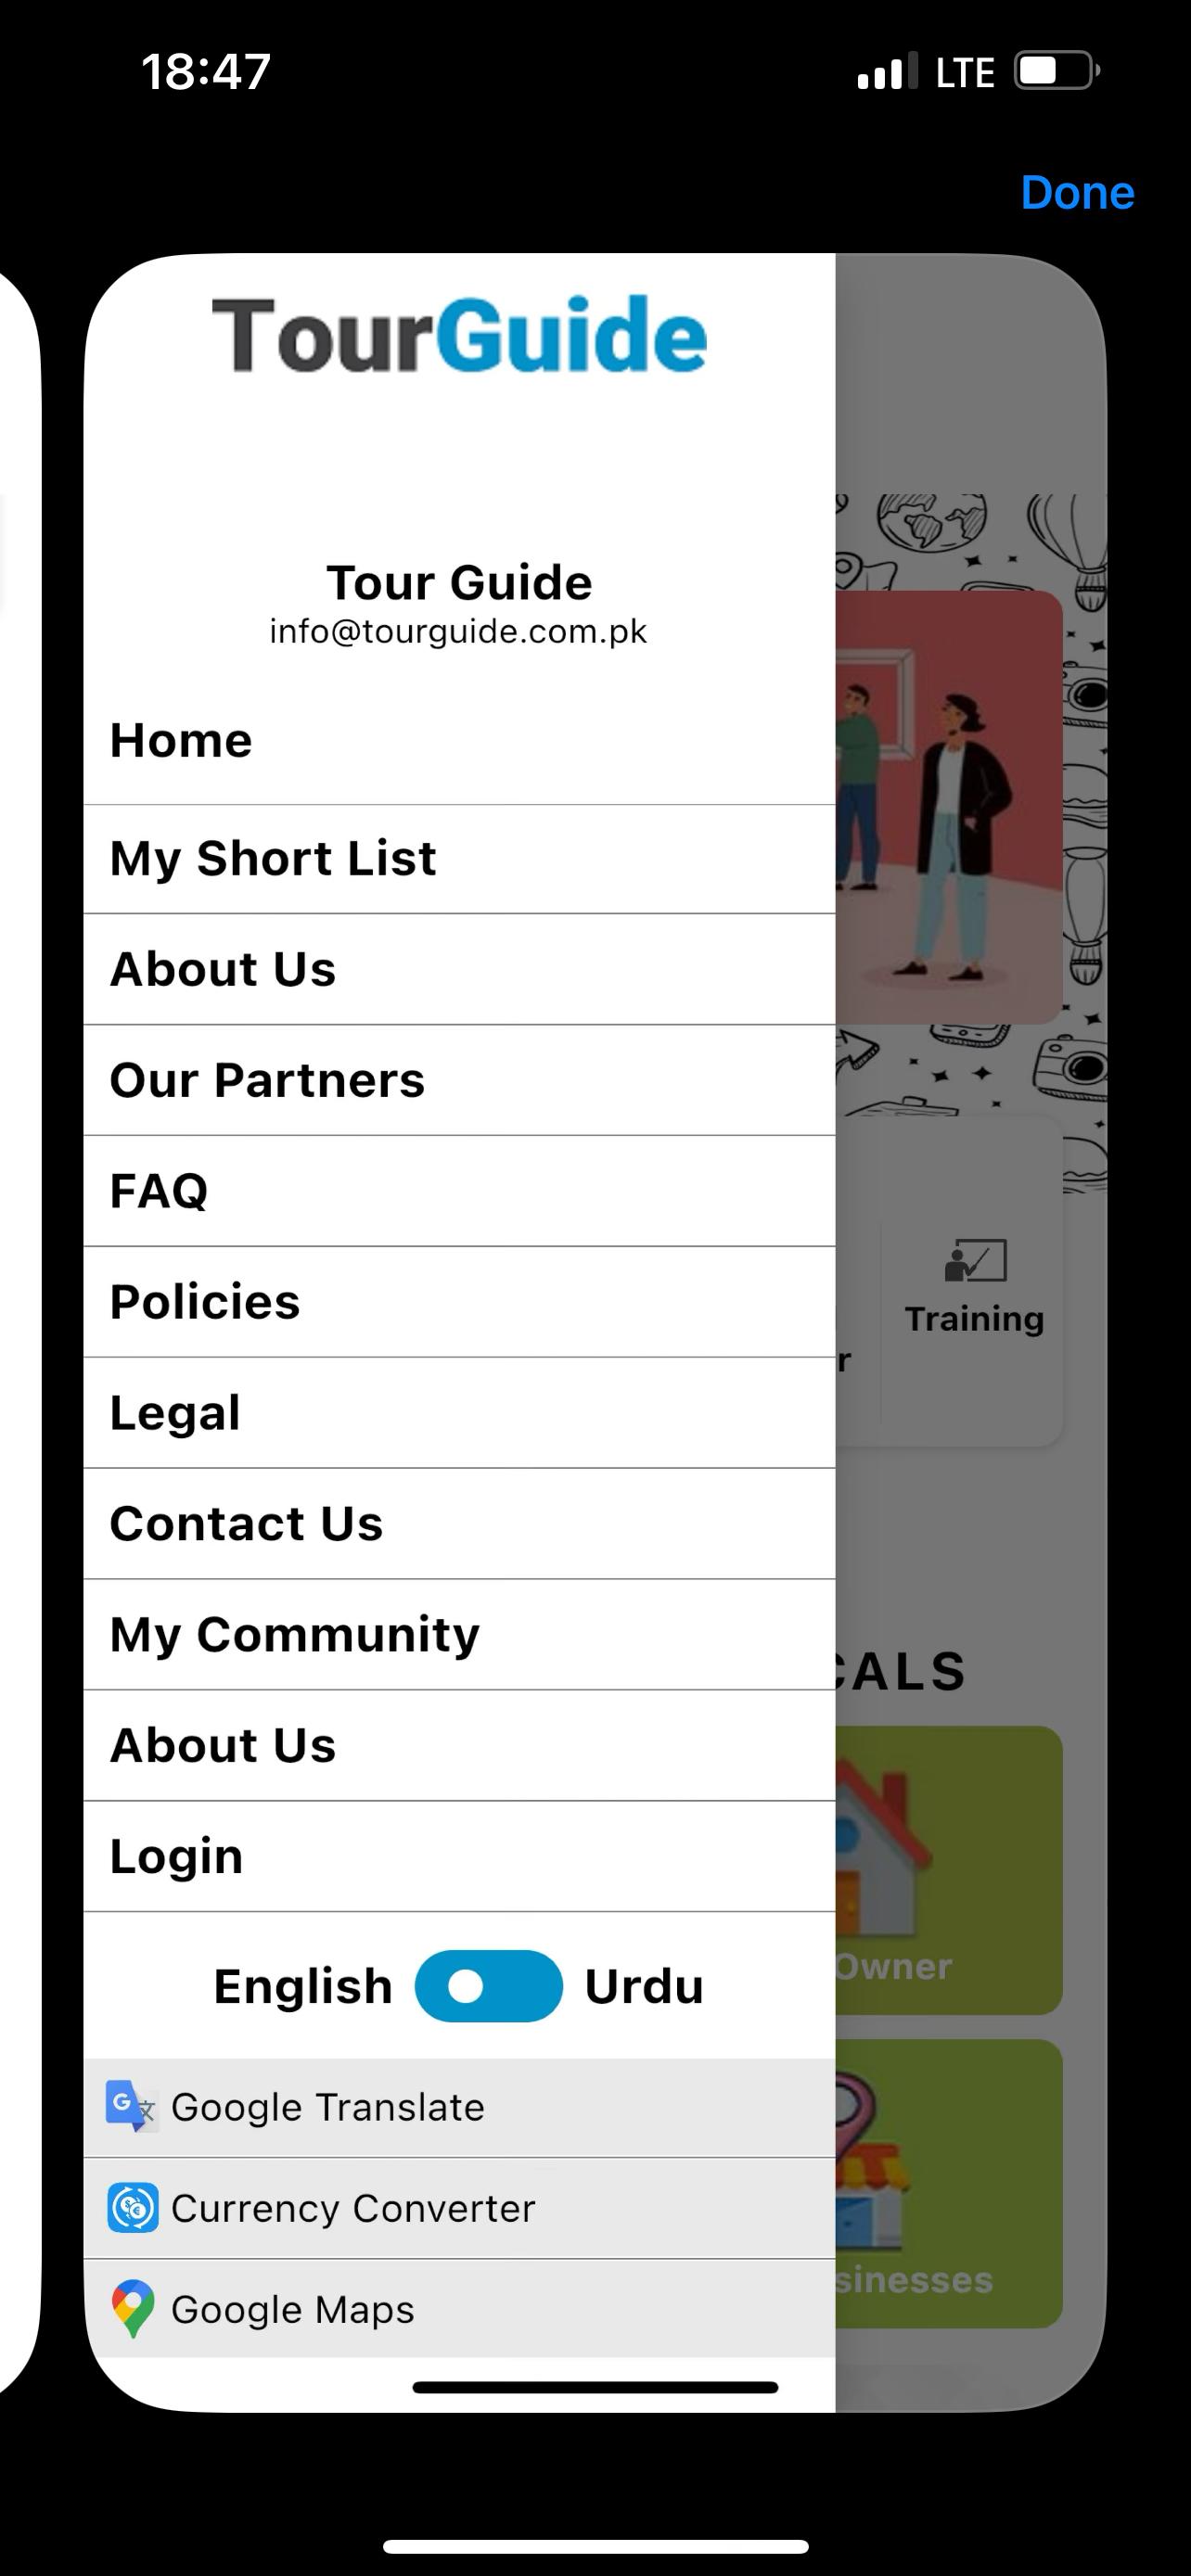 18:47 LTE
Done
TourGuide
Tour Guide
info@tourguide.com.pk
Home
My Short List
About Us
Our Partners
FAQ
Policies
Legal
Contact Us
My Community
About Us
Login
English Urdu
Google Translate
Currency Converter
Google Maps
Training
r
CALS
Owner
sinesses